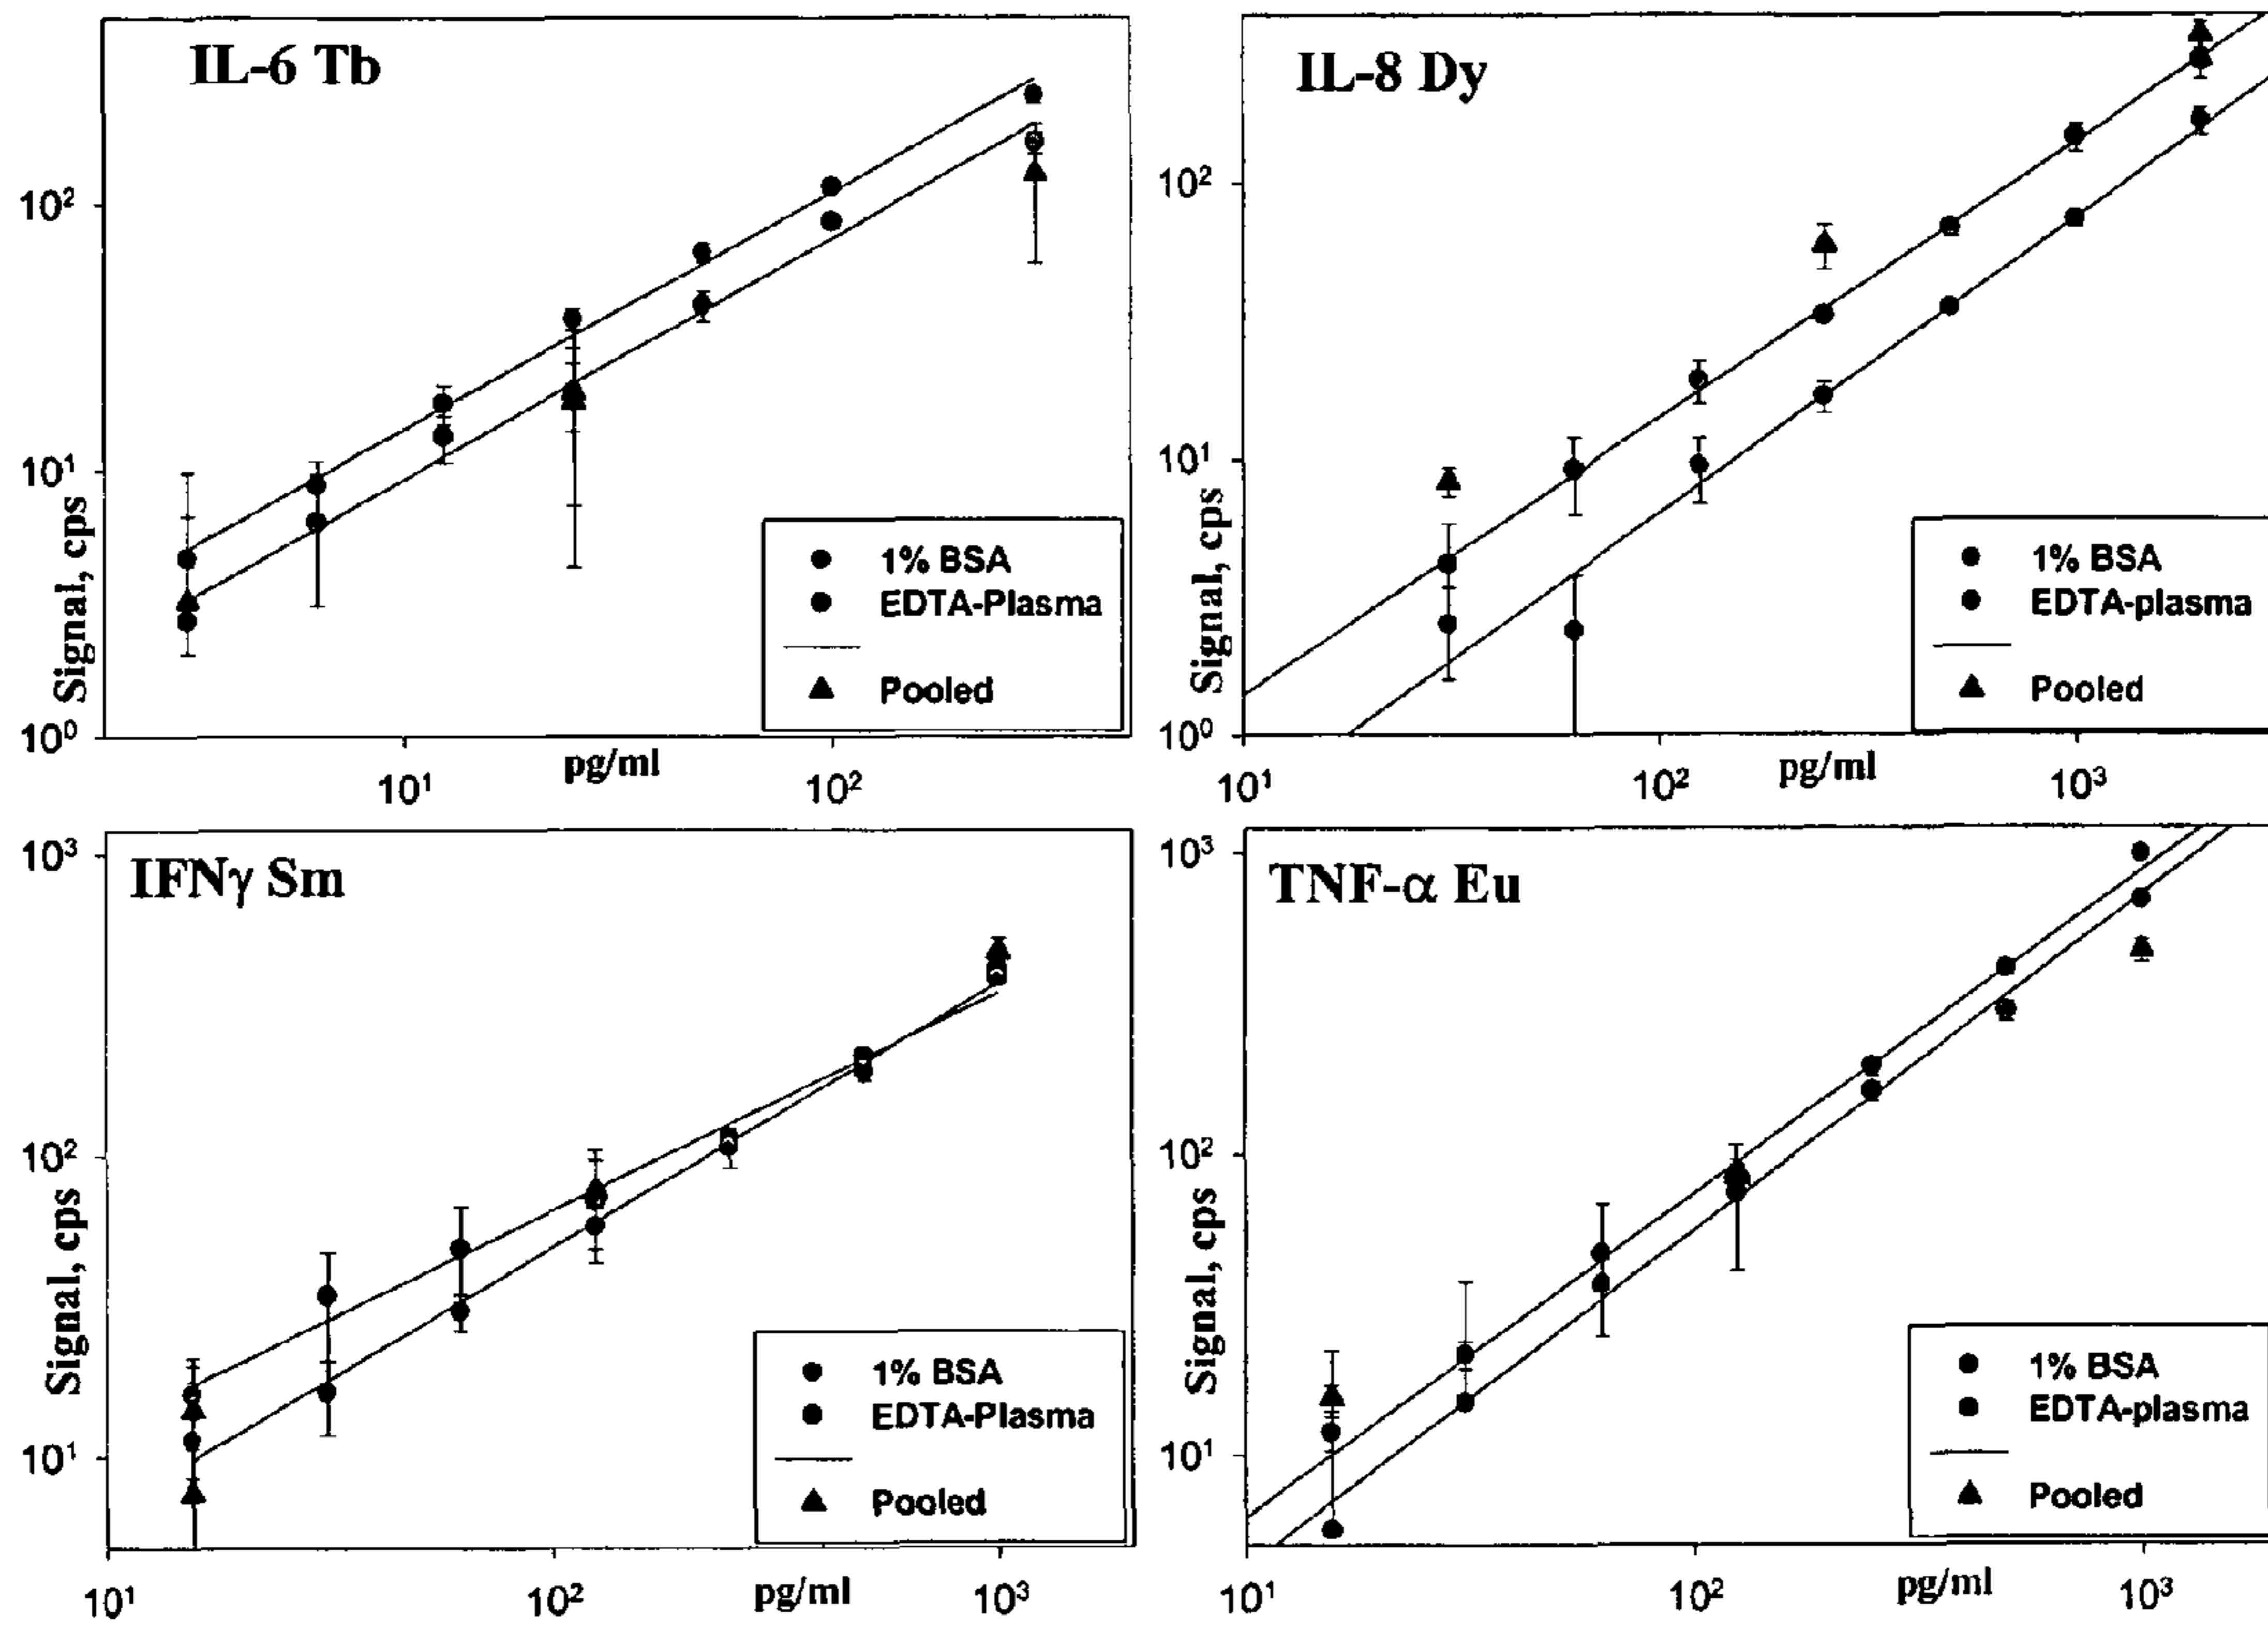 IL-6 Tb
10²
10¹
10⁰
Signal, cps
1% BSA
EDTA-Plasma
Pooled
pg/ml
10¹
10²
IL-8 Dy
10²
10¹
10⁰
Signal, cps
1% BSA
EDTA-plasma
Pooled
pg/ml
10¹
10²
10³
IFNγ Sm
10³
10²
10¹
Signal, cps
1% BSA
EDTA-Plasma
Pooled
10¹
10²
pg/ml
10³
TNF-α Eu
10³
10²
10¹
Signal, cps
1% BSA
EDTA-plasma
Pooled
10¹
10²
pg/ml
10³